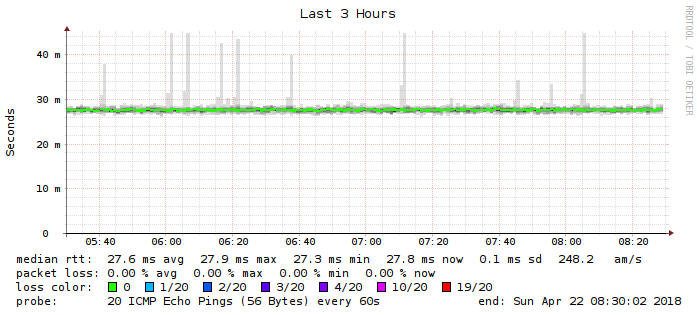 Last 3 Hours
RRDTOOL / TOBI OETIKER
Seconds
40 m
30 m
20 m
10 m
0
05:40 06:00 06:20 06:40 07:00 07:20 07:40 08:00 08:20
median rtt: 27.6 ms avg 27.9 ms max 27.3 ms min 27.8 ms now 0.1 ms sd 248.2 am/s
packet loss: 0.00 % avg 0.00 % max 0.00 % min 0.00 % now
loss color: 0 1/20 2/20 3/20 4/20 10/20 19/20
probe: 20 ICMP Echo Pings (56 Bytes) every 60s end: Sun Apr 22 08:30:02 2018